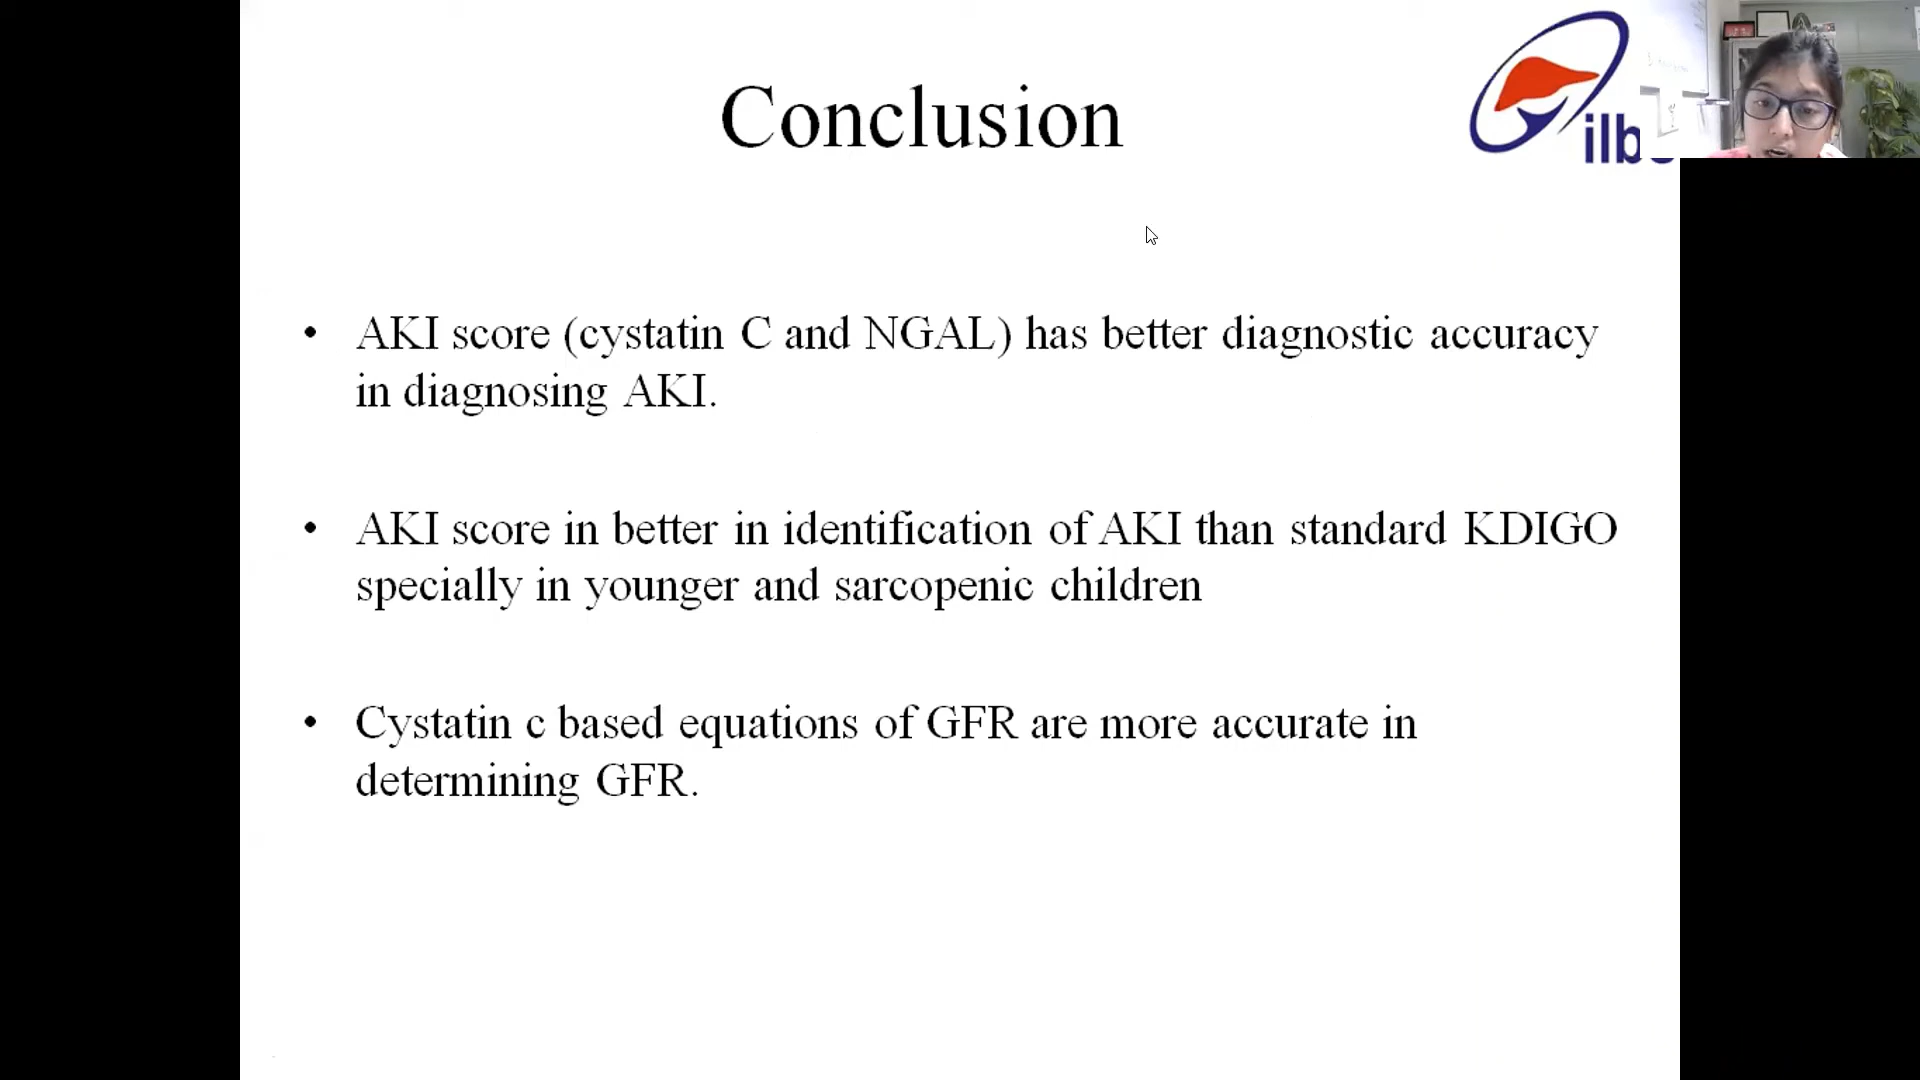 Conclusion
ilb
• AKI score (cystatin C and NGAL) has better diagnostic accuracy
in diagnosing AKI.
• AKI score in better in identification of AKI than standard KDIGO
specially in younger and sarcopenic children
• Cystatin c based equations of GFR are more accurate in
determining GFR.